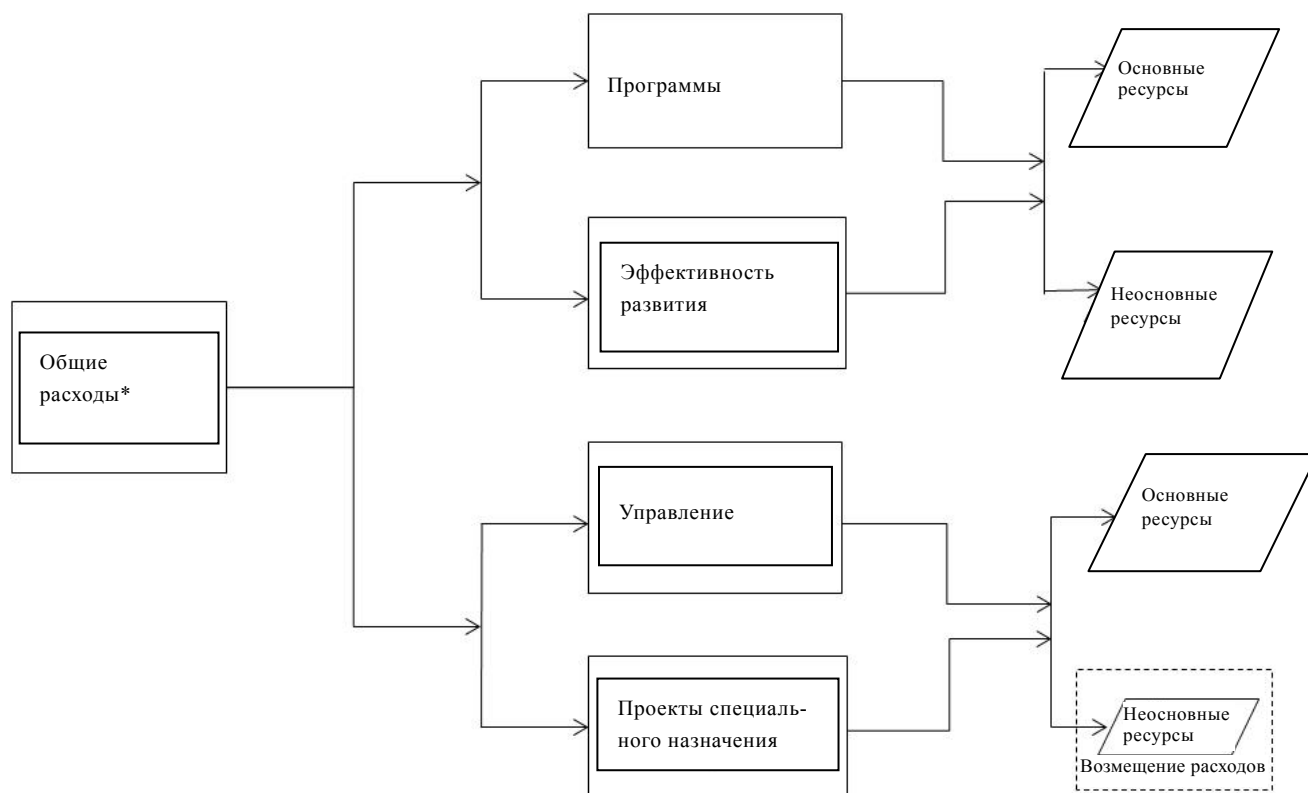 Программы
Основные
ресурсы
Эффективность
развития
Неосновные
ресурсы
Общие
расходы*
Управление
Основные
ресурсы
Проекты специаль-
ного назначения
Неосновные
ресурсы
Возмещение расходов